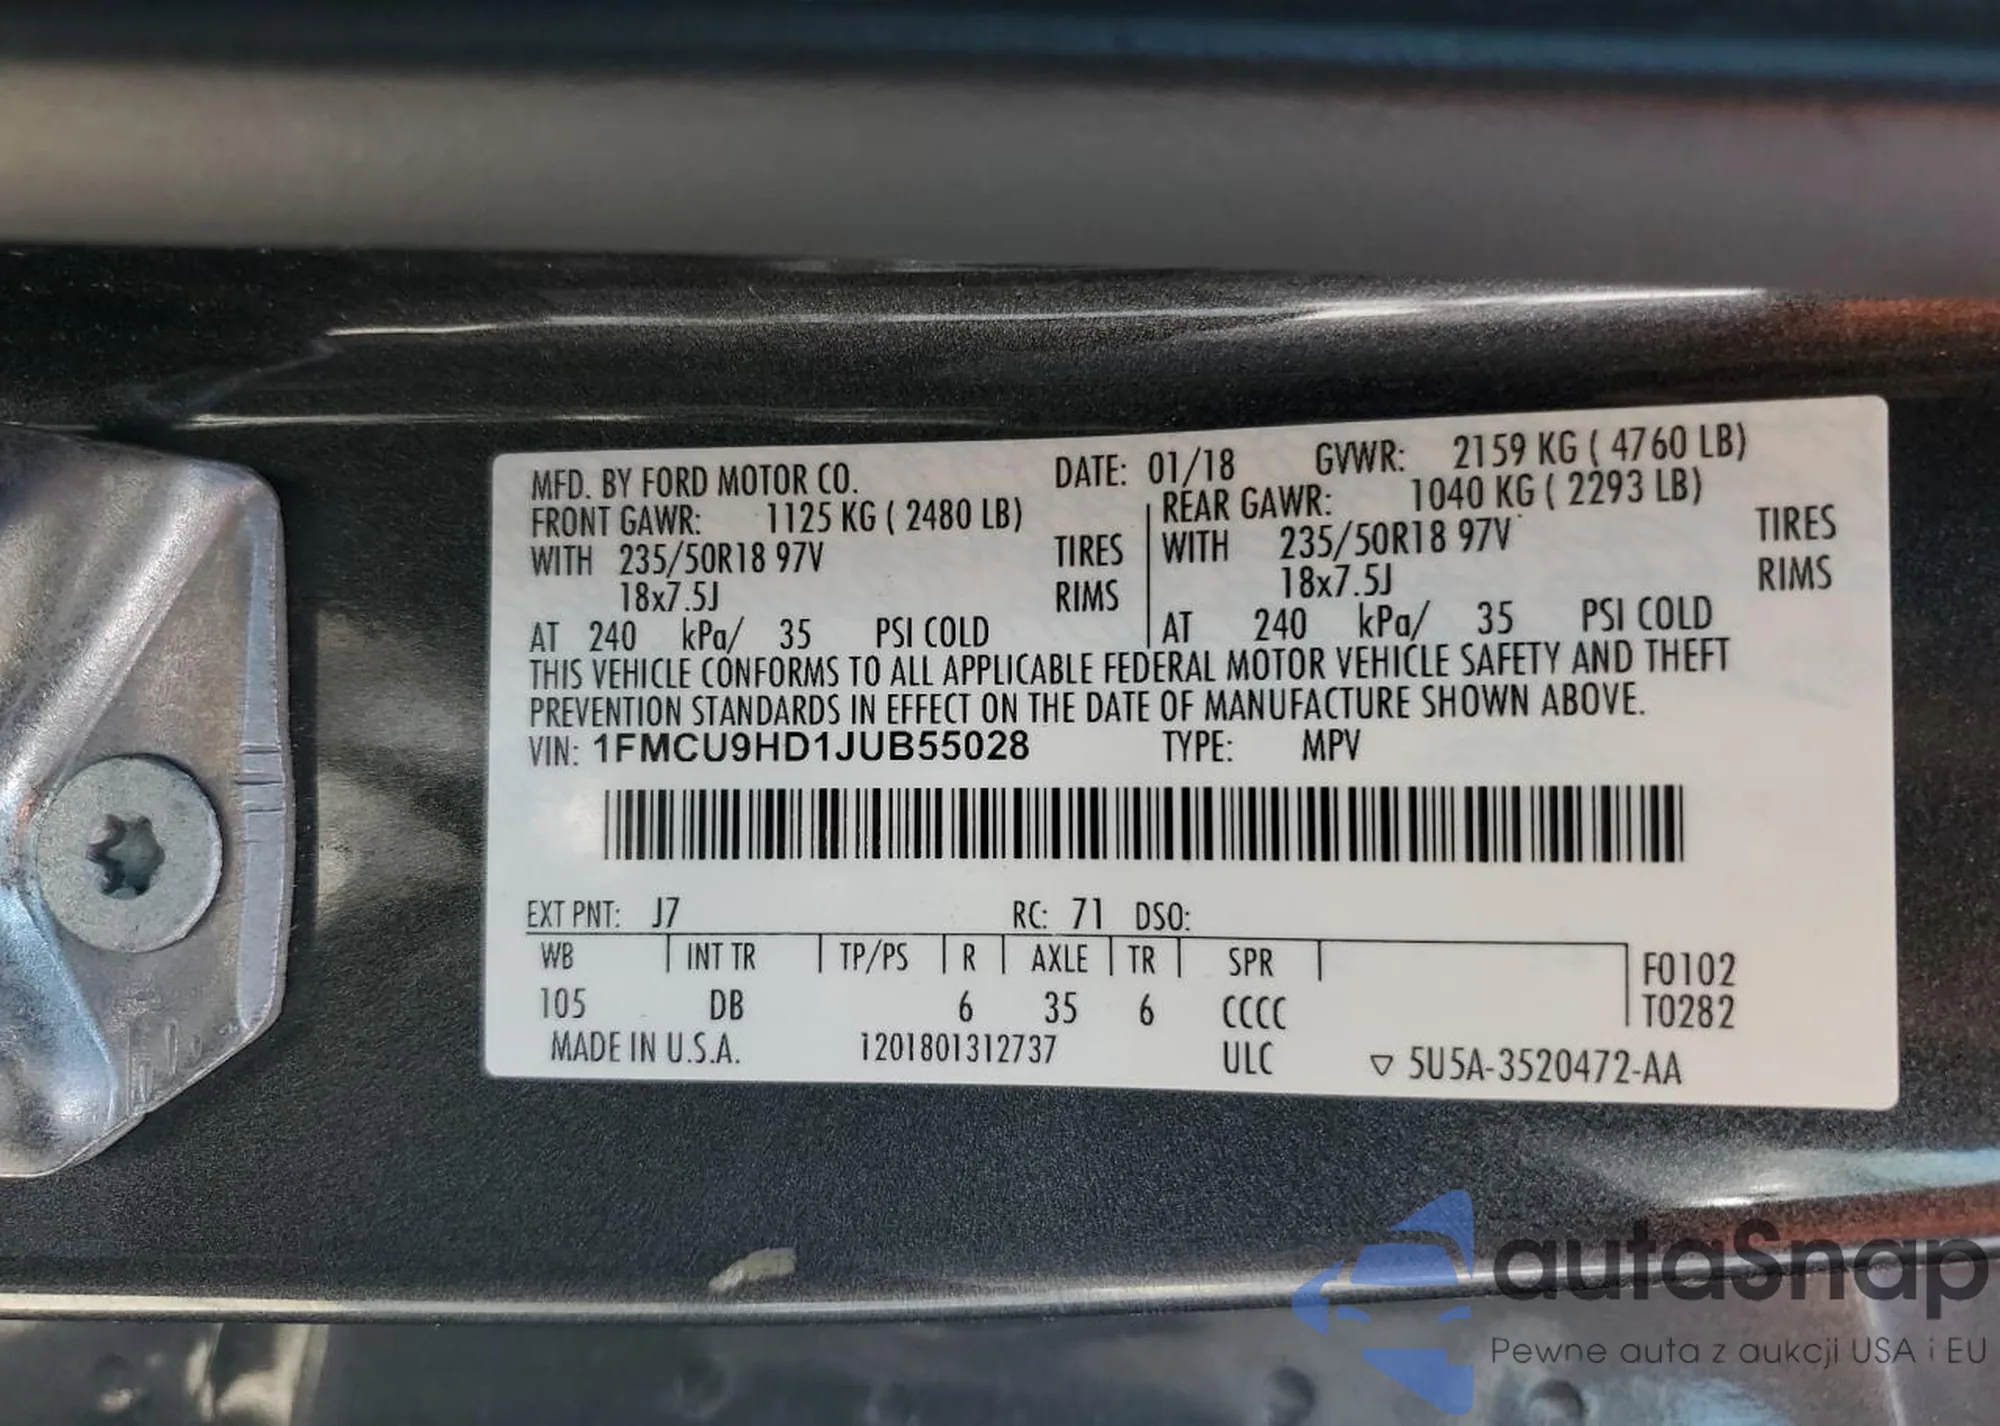 MFD. BY FORD MOTOR CO. DATE: 01/18 GVWR: 2159 KG ( 4760 LB)
FRONT GAWR: 1125 KG ( 2480 LB) REAR GAWR: 1040 KG ( 2293 LB)
WITH 235/50R18 97V TIRES WITH 235/50R18 97V TIRES
18x7.5J RIMS 18x7.5J RIMS
AT 240 kPa/ 35 PSI COLD AT 240 kPa/ 35 PSI COLD
THIS VEHICLE CONFORMS TO ALL APPLICABLE FEDERAL MOTOR VEHICLE SAFETY AND THEFT
PREVENTION STANDARDS IN EFFECT ON THE DATE OF MANUFACTURE SHOWN ABOVE.
VIN: 1FMCU9HD1JUB55028 TYPE: MPV
EXT PNT: J7 RC: 71 DSO:
WB INT TR TP/PS R AXLE TR SPR F0102
105 DB 6 35 6 CCCC T0282
MADE IN U.S.A. 1201801312737 ULC ▽ 5U5A-3520472-AA
autaSnap
Pewne auta z aukcji USA i EU